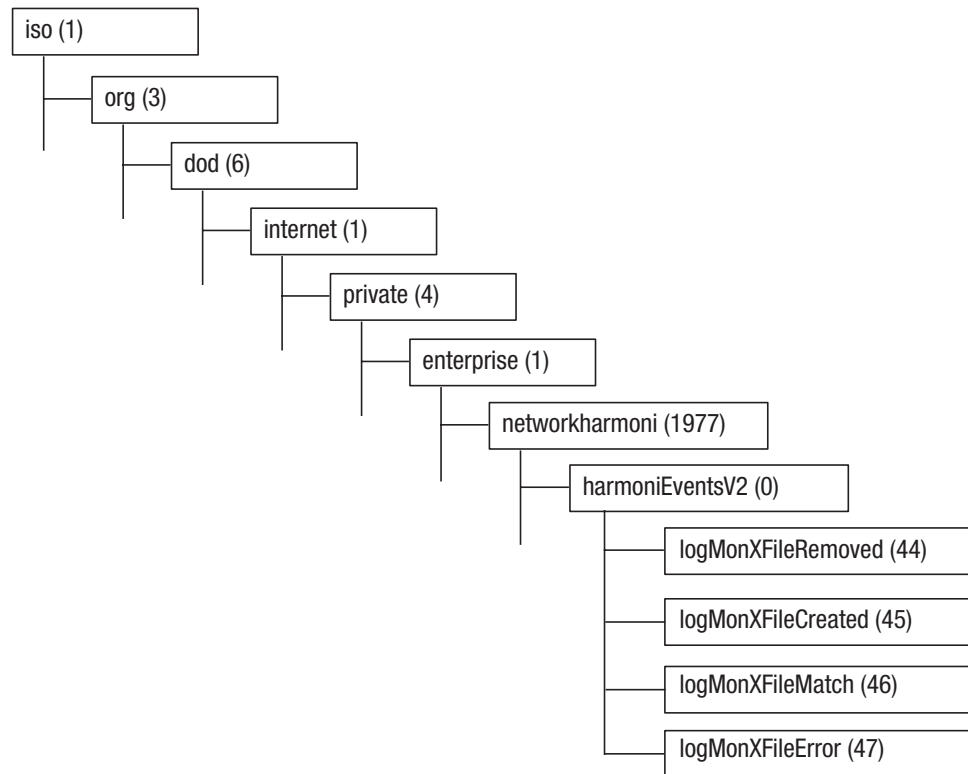 iso (1)
org (3)
dod (6)
internet (1)
private (4)
enterprise (1)
networkharmoni (1977)
harmoniEventsV2 (0)
logMonXFileRemoved (44)
logMonXFileCreated (45)
logMonXFileMatch (46)
logMonXFileError (47)